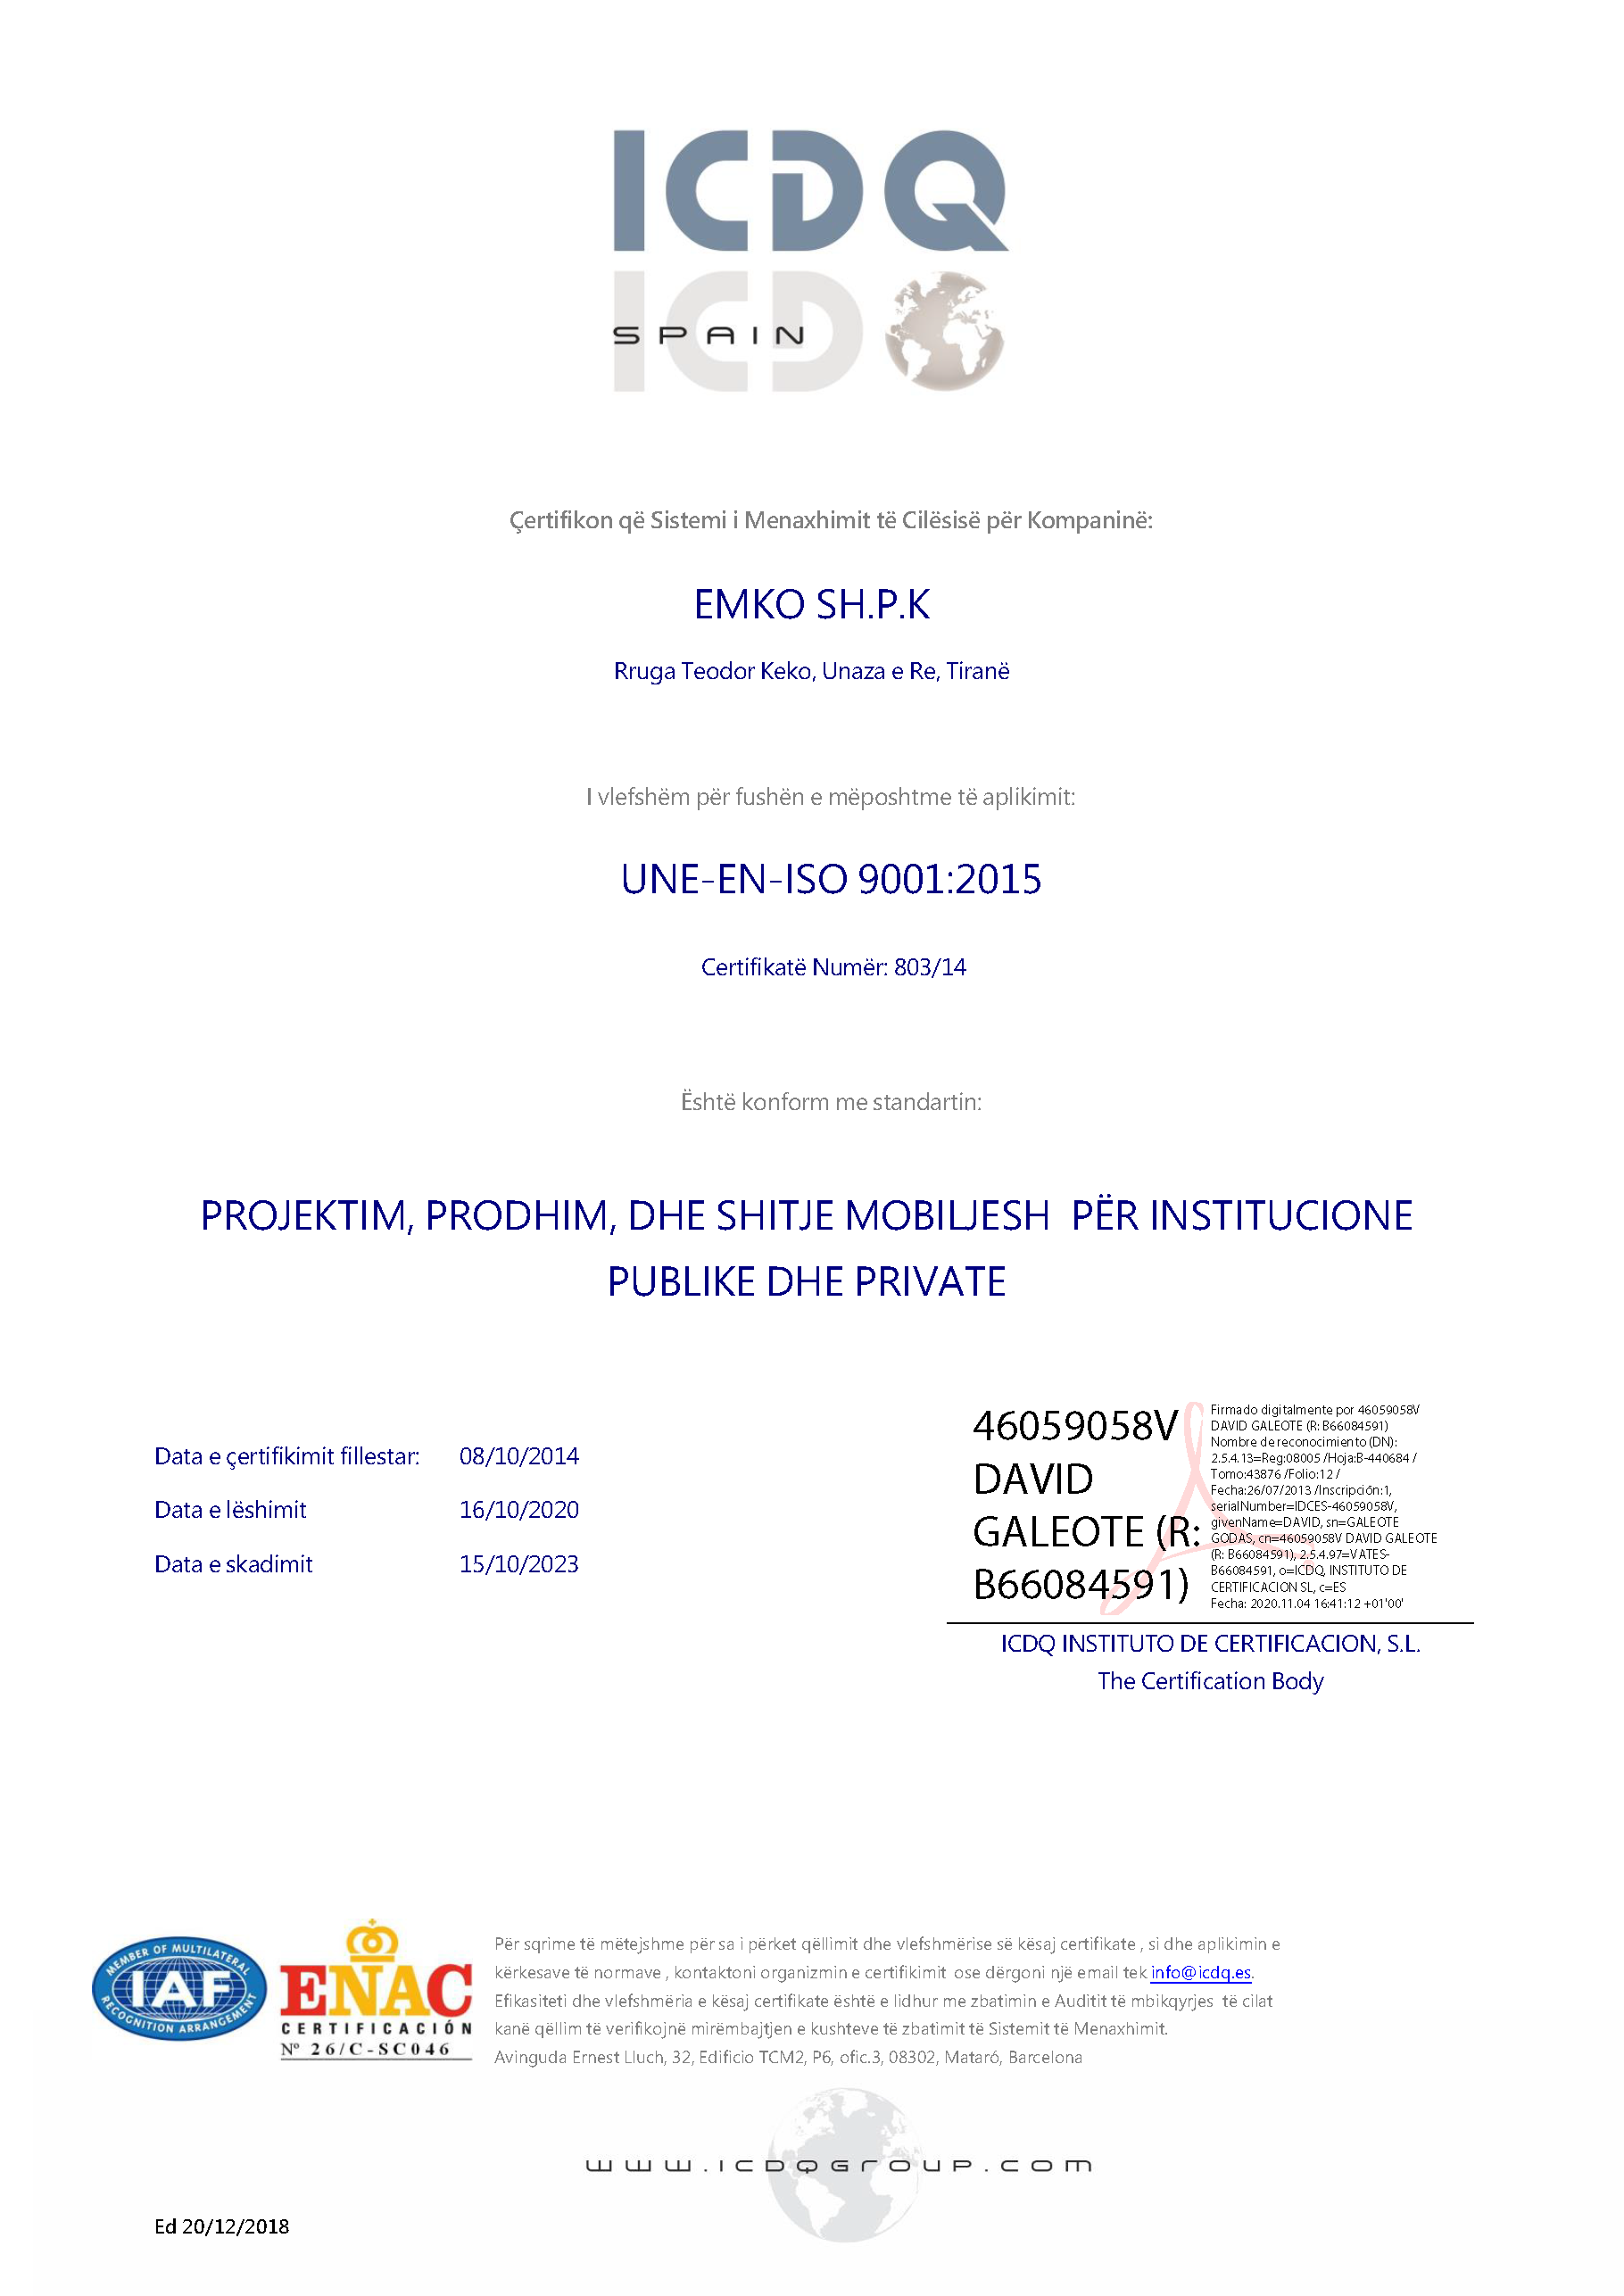 ICDQ
SPAIN
Çertifikon që Sistemi i Menaxhimit të Cilësisë për Kompaninë:
EMKO SH.P.K
Rruga Teodor Keko, Unaza e Re, Tiranë
I vlefshëm për fushën e mëposhtme të aplikimit:
UNE-EN-ISO 9001:2015
Certifikatë Numër: 803/14
Është konform me standartin:
PROJEKTIM, PRODHIM, DHE SHITJE MOBILJESH PËR INSTITUCIONE
PUBLIKE DHE PRIVATE
Data e çertifikimit fillestar: 08/10/2014
Data e lëshimit 16/10/2020
Data e skadimit 15/10/2023
46059058V
DAVID
GALEOTE (R:
B66084591)
Firmado digitalmente por 46059058V
DAVID GALEOTE (R: B66084591)
Nombre de reconocimiento (DN):
2.5.4.13=Reg:08005 /Hoja:B-440684 /
Tomo:43876 /Folio:12 /
Fecha:26/07/2013 /Inscripción:1,
serialNumber=IDCES-46059058V,
givenName=DAVID, sn=GALEOTE
GODAS, cn=46059058V DAVID GALEOTE
(R: B66084591), 2.5.4.97=VATES-
B66084591, o=ICDQ, INSTITUTO DE
CERTIFICACION SL, c=ES
Fecha: 2020.11.04 16:41:12 +01'00'
ICDQ INSTITUTO DE CERTIFICACION, S.L.
The Certification Body
MEMBER OF MULTILATERAL
IAF
RECOGNITION ARRANGEMENT
ENAC
CERTIFICACIÓN
Nº 26/C-SC046
Për sqrime të mëtejshme për sa i përket qëllimit dhe vlefshmërise së kësaj certifikate , si dhe aplikimin e
kërkesave të normave , kontaktoni organizmin e certifikimit ose dërgoni një email tek info@icdq.es.
Efikasiteti dhe vlefshmëria e kësaj certifikate është e lidhur me zbatimin e Auditit të mbikqyrjes të cilat
kanë qëllim të verifikojnë mirëmbajtjen e kushteve të zbatimit të Sistemit të Menaxhimit.
Avinguda Ernest Lluch, 32, Edificio TCM2, P6, ofic.3, 08302, Mataró, Barcelona
www.icdqgroup.com
Ed 20/12/2018